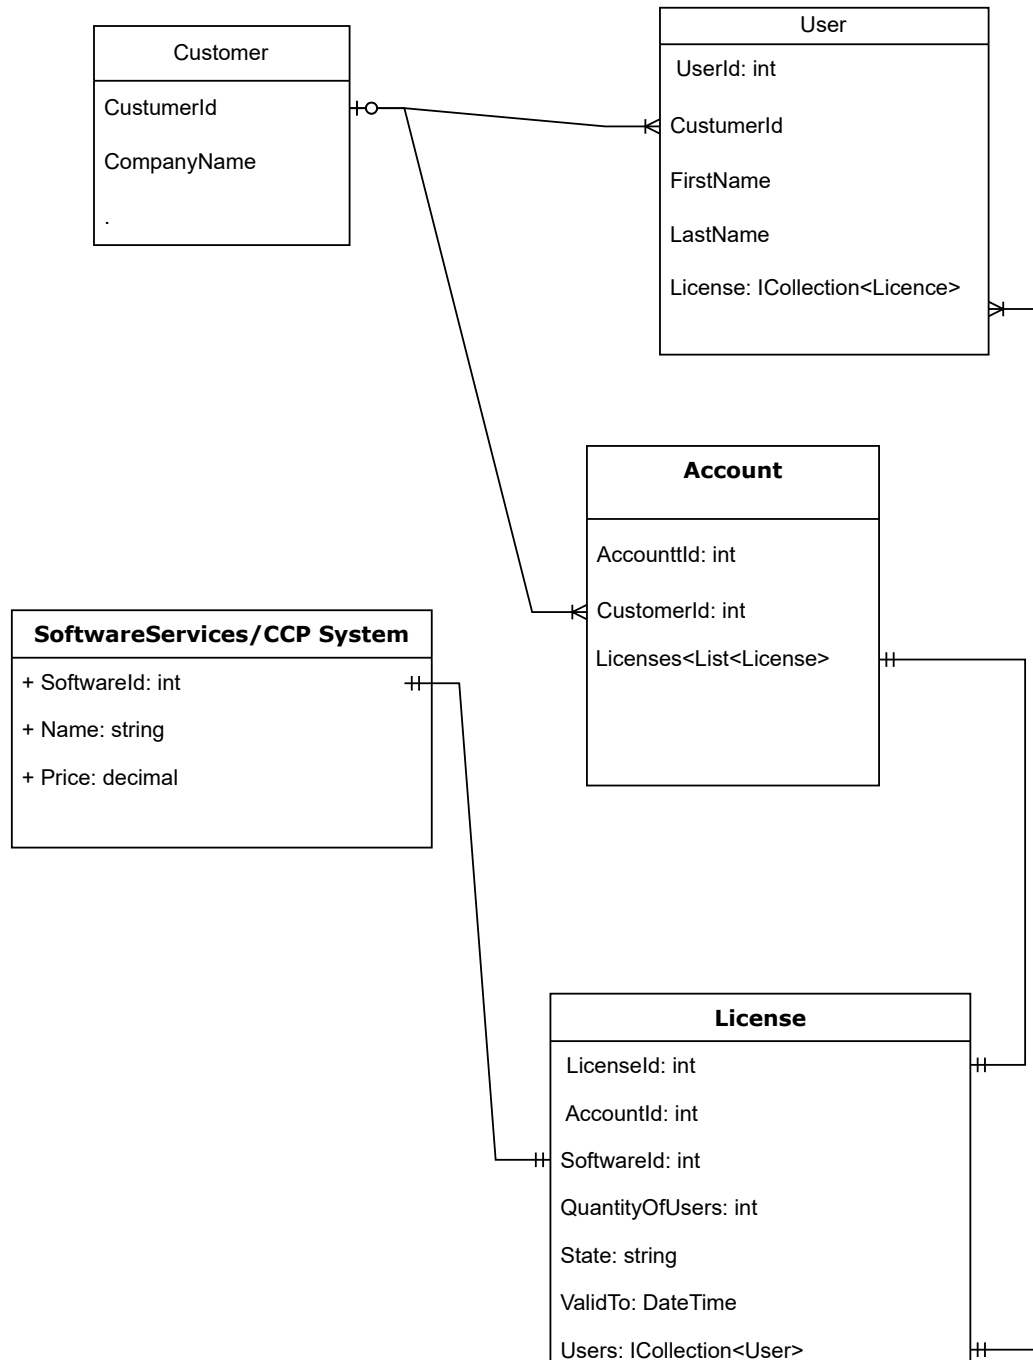 Customer
CustumerId
CompanyName
.
User
UserId: int
CustumerId
FirstName
LastName
License: ICollection<Licence>
Account
AccounttId: int
CustomerId: int
Licenses<List<License>
SoftwareServices/CCP System
+ SoftwareId: int
+ Name: string
+ Price: decimal
License
LicenseId: int
AccountId: int
SoftwareId: int
QuantityOfUsers: int
State: string
ValidTo: DateTime
Users: ICollection<User>